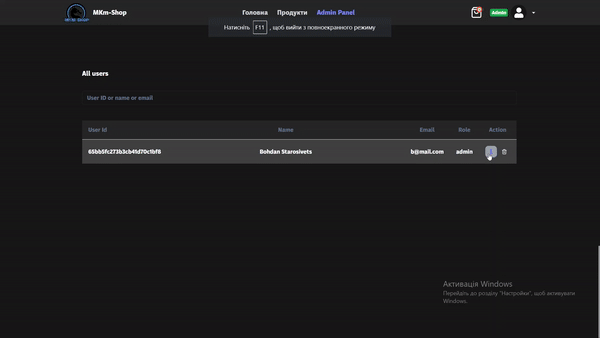 MKm-Shop
Головна Продукти Admin Panel
Admin
Натисніть F11 , щоб вийти з повноекранного режиму
All users
User ID or name or email
User Id Name Email Role Action
65bb5fc273b3cb41d70c1bf6 Bohdan Starosivets b@mail.com admin
Активація Windows
Перейдіть до розділу "Настройки", щоб активувати
Windows.